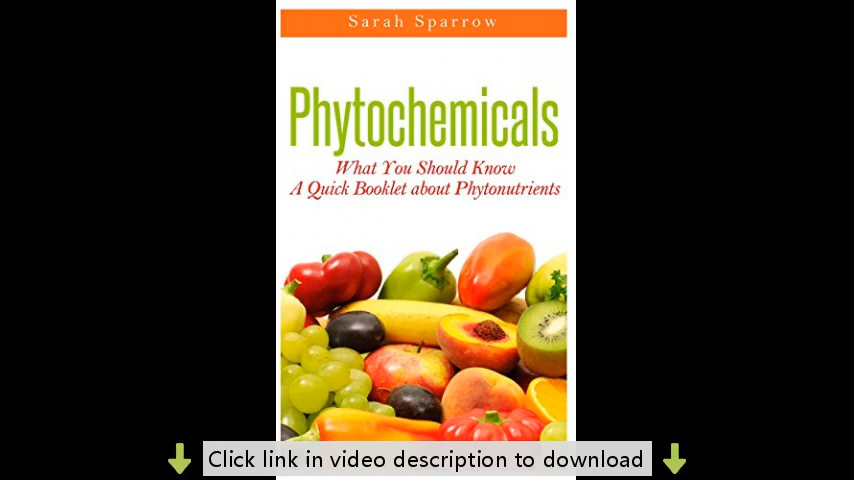 Sarah Sparrow
Phytochemicals
What You Should Know
A Quick Booklet about Phytonutrients
Click link in video description to download